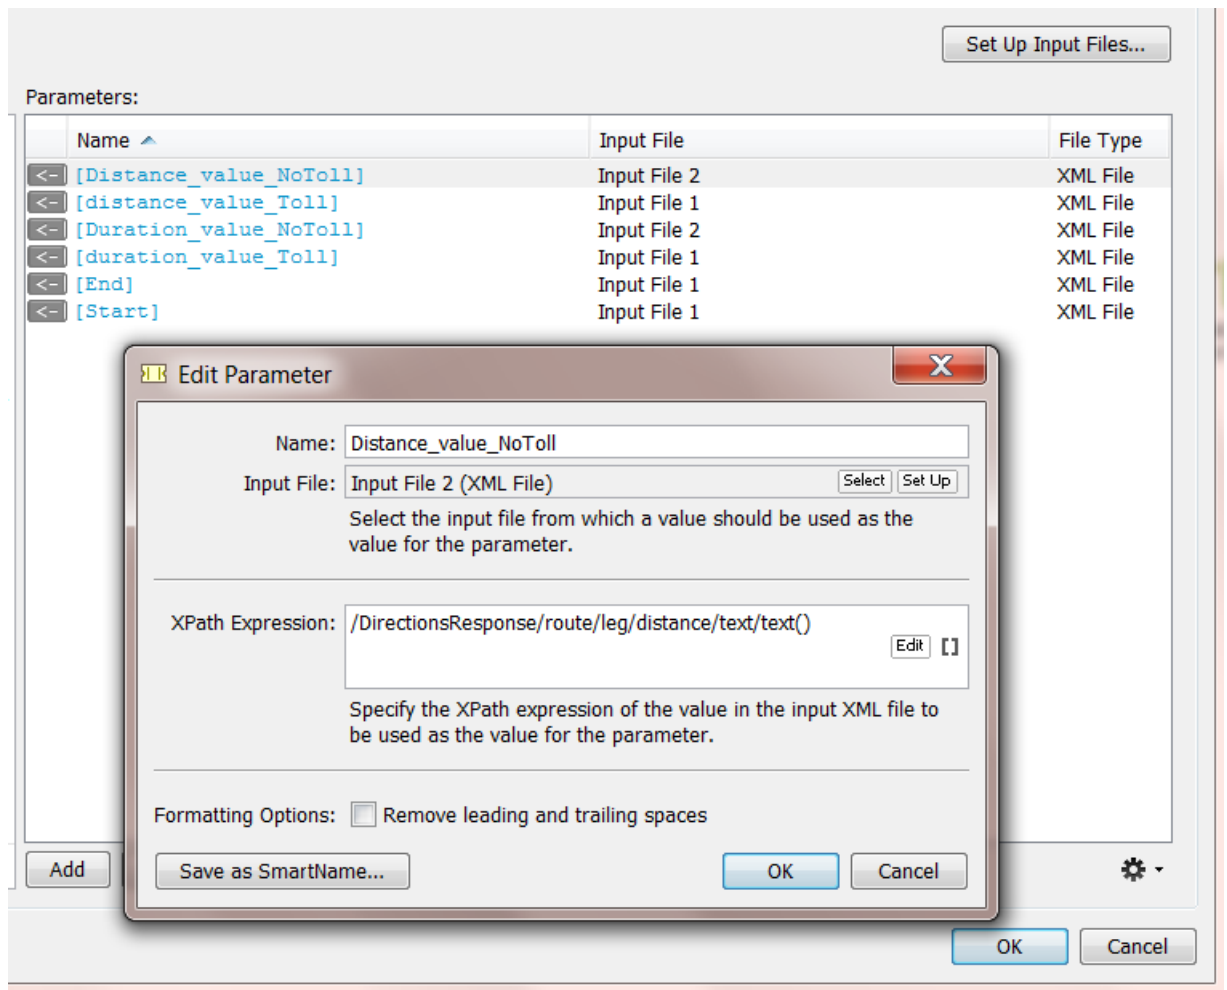 Set Up Input Files...
Parameters:
Name Input File File Type
<- [Distance_value_NoToll] Input File 2 XML File
<- [distance_value_Toll] Input File 1 XML File
<- [Duration_value_NoToll] Input File 2 XML File
<- [duration_value_Toll] Input File 1 XML File
<- [End] Input File 1 XML File
<- [Start] Input File 1 XML File
Edit Parameter X
Name: Distance_value_NoToll
Input File: Input File 2 (XML File) Select Set Up
Select the input file from which a value should be used as the
value for the parameter.
XPath Expression: /DirectionsResponse/route/leg/distance/text/text()
Edit []
Specify the XPath expression of the value in the input XML file to
be used as the value for the parameter.
Formatting Options: Remove leading and trailing spaces
Add
Save as SmartName... OK Cancel
OK Cancel